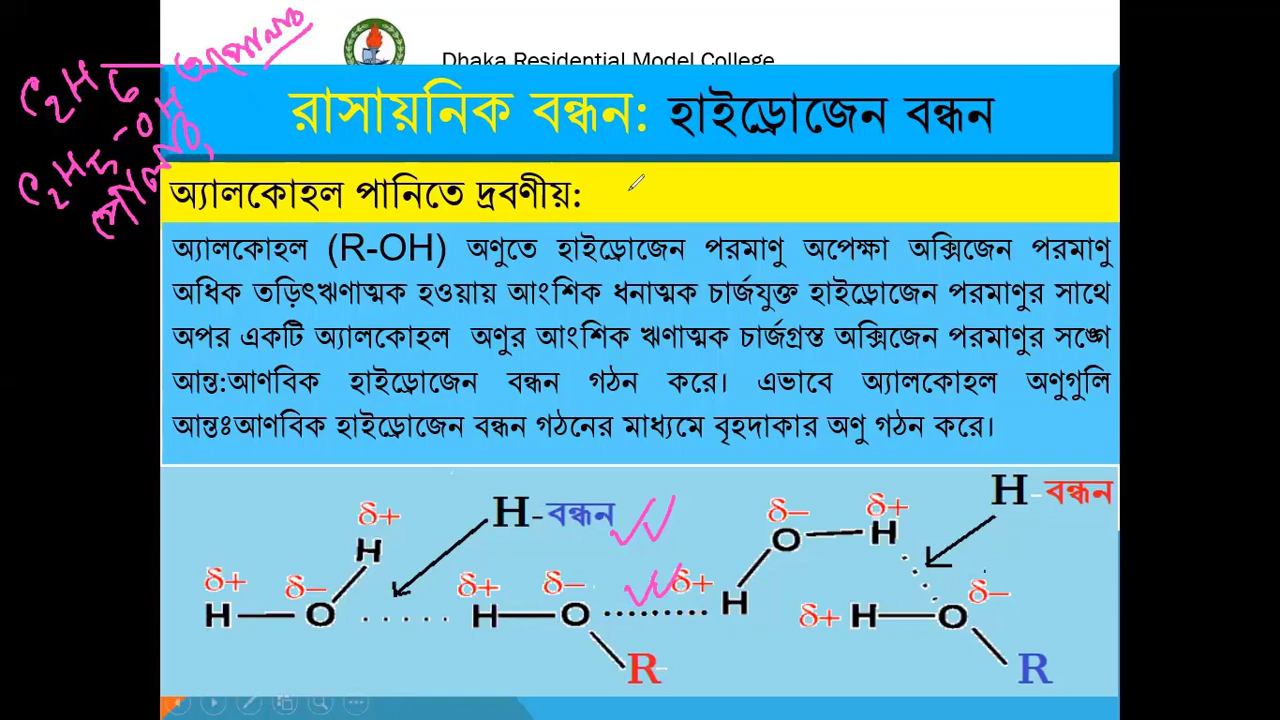 Dhaka Residential Model College
C₂H₆ অপোলার
C₂H₅-OH
পোলার
রাসায়নিক বন্ধন: হাইড্রোজেন বন্ধন
অ্যালকোহল পানিতে দ্রবণীয়:
অ্যালকোহল (R-OH) অণুতে হাইড্রোজেন পরমাণু অপেক্ষা অক্সিজেন পরমাণু
অধিক তড়িৎঋণাত্মক হওয়ায় আংশিক ধনাত্মক চার্জযুক্ত হাইড্রোজেন পরমাণুর সাথে
অপর একটি অ্যালকোহল অণুর আংশিক ঋণাত্মক চার্জগ্রস্ত অক্সিজেন পরমাণুর সঙ্গে
আন্ত:আণবিক হাইড্রোজেন বন্ধন গঠন করে। এভাবে অ্যালকোহল অণুগুলি
আন্তঃআণবিক হাইড্রোজেন বন্ধন গঠনের মাধ্যমে বৃহদাকার অণু গঠন করে।
δ+ H-বন্ধন δ– δ+ H-বন্ধন
H O H
δ+ δ– δ+ δ– δ+ δ–
H O H O H δ+ H O
R R